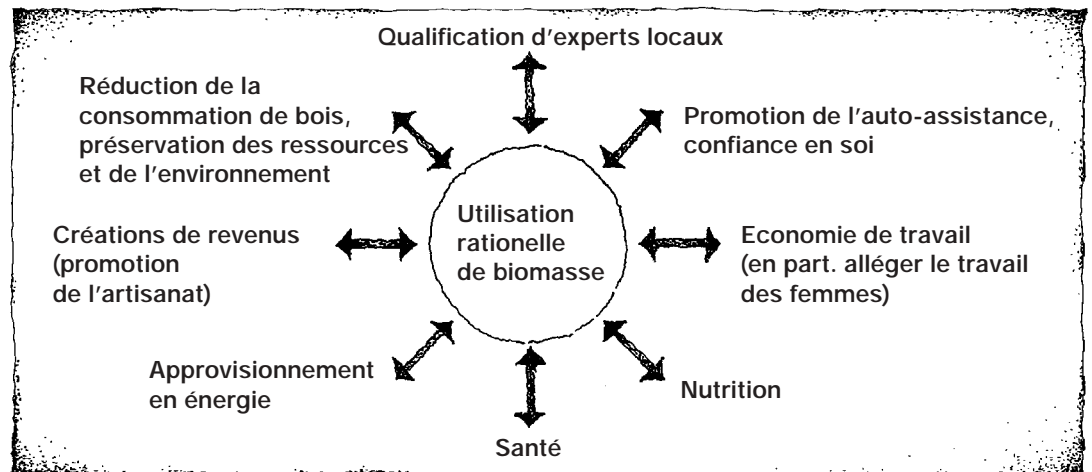 Qualification d'experts locaux
Réduction de la
consommation de bois,
préservation des ressources
et de l'environnement
Promotion de l'auto-assistance,
confiance en soi
Créations de revenus
(promotion
de l'artisanat)
Utilisation
rationelle
de biomasse
Economie de travail
(en part. alléger le travail
des femmes)
Approvisionnement
en énergie
Nutrition
Santé